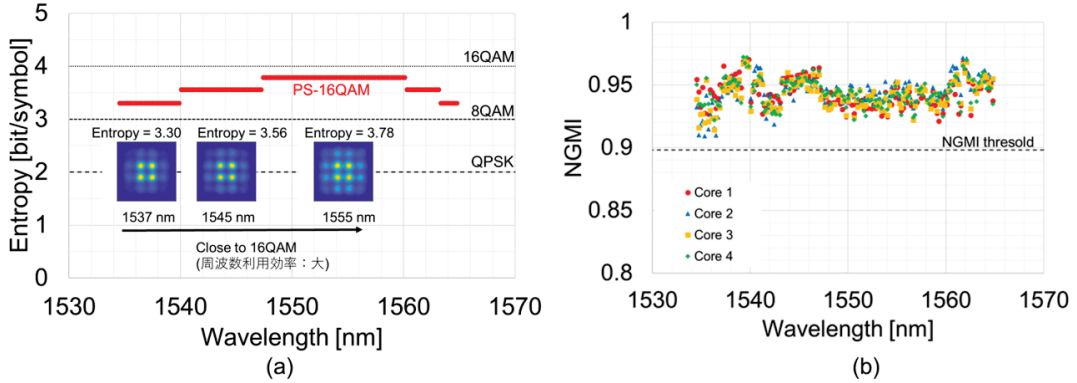 5
4
3
2
1
0
Entropy [bit/symbol]
16QAM
PS-16QAM
8QAM
Entropy = 3.30
Entropy = 3.56
Entropy = 3.78
QPSK
1537 nm
1545 nm
1555 nm
Close to 16QAM
(周波数利用効率：大)
1530
1540
1550
1560
1570
Wavelength [nm]
(a)
1
0.95
0.9
0.85
0.8
NGMI
NGMI thresold
Core 1
Core 2
Core 3
Core 4
1530
1540
1550
1560
1570
Wavelength [nm]
(b)